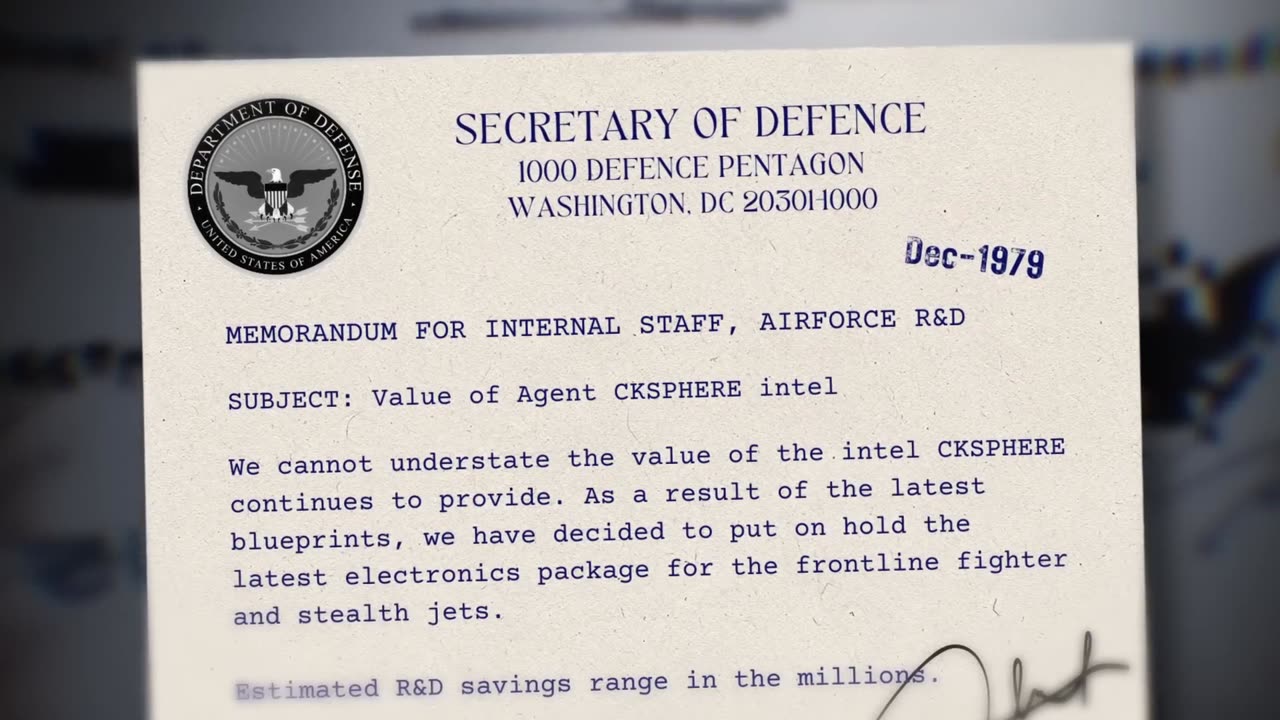 DEPARTMENT OF DEFENSE
UNITED STATES OF AMERICA
SECRETARY OF DEFENCE
1000 DEFENCE PENTAGON
WASHINGTON, DC 20301-1000
Dec-1979
MEMORANDUM FOR INTERNAL STAFF, AIRFORCE R&D
SUBJECT: Value of Agent CKSPHERE intel
We cannot understate the value of the intel CKSPHERE
continues to provide. As a result of the latest
blueprints, we have decided to put on hold the
latest electronics package for the frontline fighter
and stealth jets.
Estimated R&D savings range in the millions.